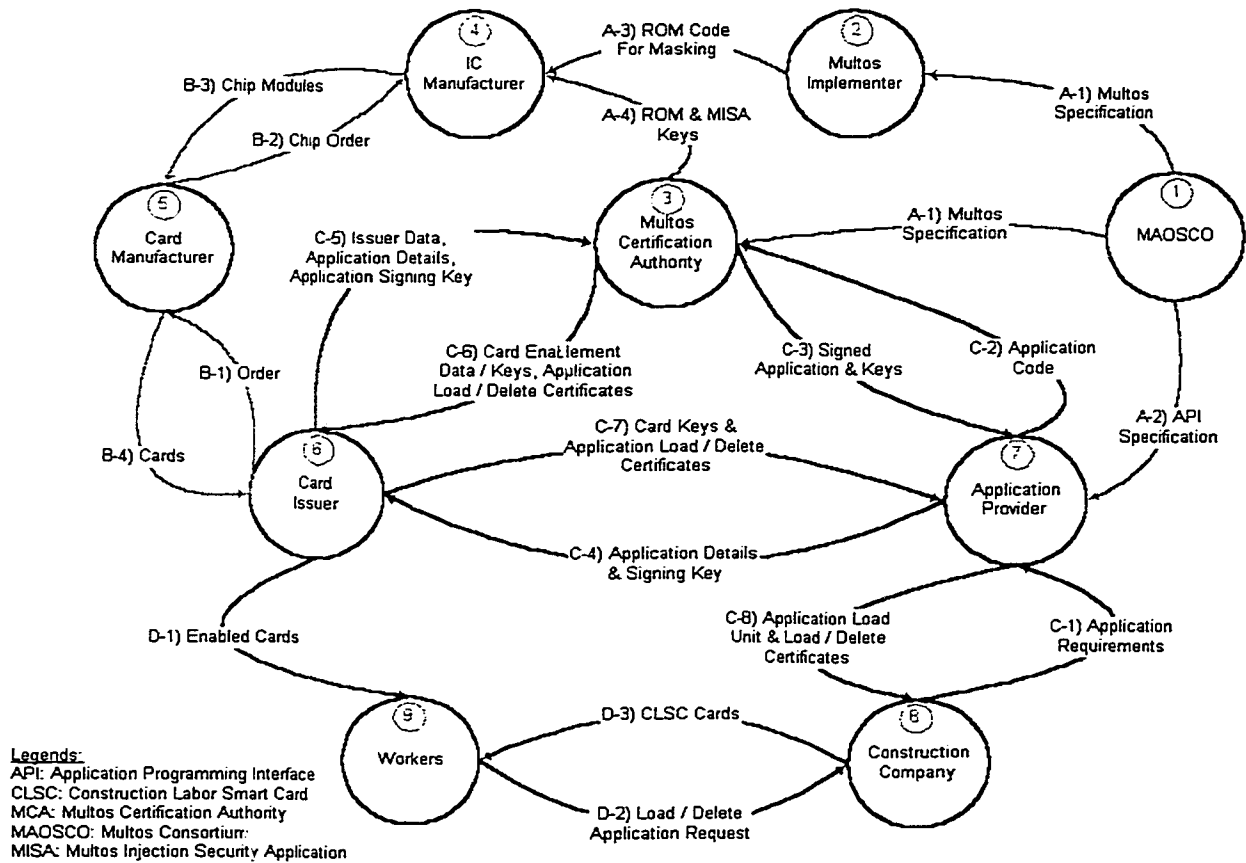 4
IC
Manufacturer
A-3) ROM Code
For Masking
2
Multos
Implementer
B-3) Chip Modules
A-1) Multos
Specification
A-4) ROM & MISA
Keys
B-2) Chip Order
5
Card
Manufacturer
3
Multos
Certification
Authority
1
MAOSCO
A-1) Multos
Specification
C-5) Issuer Data,
Application Details,
Application Signing Key
C-6) Card Enablement
Data / Keys, Application
Load / Delete Certificates
C-3) Signed
Application & Keys
C-2) Application
Code
B-1) Order
A-2) API
Specification
B-4) Cards
6
Card
Issuer
C-7) Card Keys &
Application Load / Delete
Certificates
7
Application
Provider
C-4) Application Details
& Signing Key
D-1) Enabled Cards
C-8) Application Load
Unit & Load / Delete
Certificates
C-1) Application
Requirements
9
Workers
D-3) CLSC Cards
8
Construction
Company
D-2) Load / Delete
Application Request
Legends:
API: Application Programming Interface
CLSC: Construction Labor Smart Card
MCA: Multos Certification Authority
MAOSCO: Multos Consortium
MISA: Multos Injection Security Application